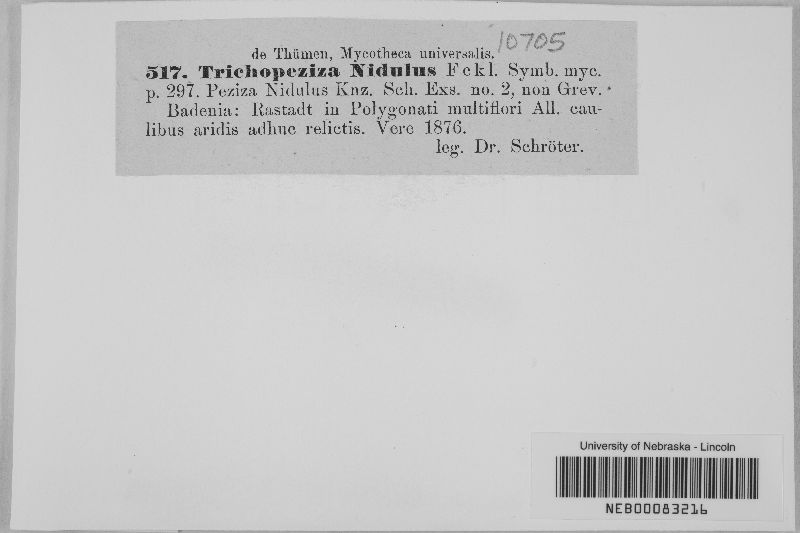 10705
de Thümen, Mycotheca universalis.
517. Trichopeziza Nidulus Fckl. Symb. myc.
p. 297. Peziza Nidulus Knz. Sch. Exs. no. 2, non Grev.
Badenia: Rastadt in Polygonati multiflori All. cau-
libus aridis adhuc relictis. Vere 1876.
leg. Dr. Schröter.
University of Nebraska - Lincoln
NEB00083216